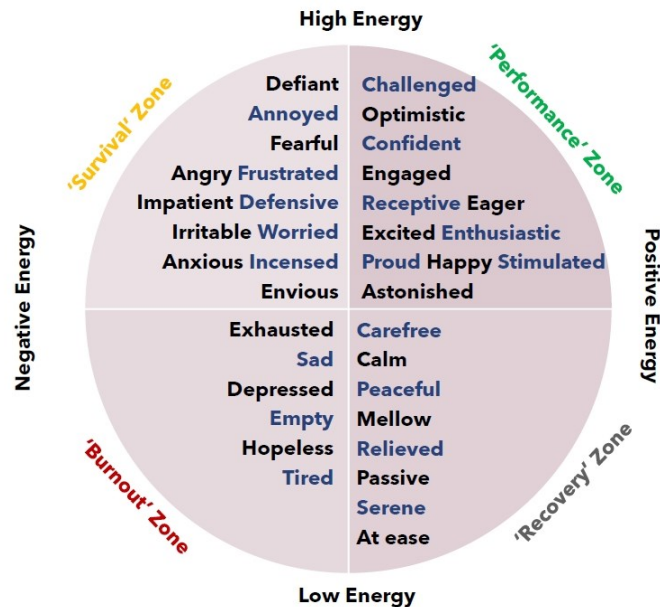 High Energy
'Survival' Zone
'Performance' Zone
Defiant
Annoyed
Fearful
Angry Frustrated
Impatient Defensive
Irritable Worried
Anxious Incensed
Envious
Challenged
Optimistic
Confident
Engaged
Receptive Eager
Excited Enthusiastic
Proud Happy Stimulated
Astonished
Negative Energy
Positive Energy
Exhausted
Sad
Depressed
Empty
Hopeless
Tired
Carefree
Calm
Peaceful
Mellow
Relieved
Passive
Serene
At ease
'Burnout' Zone
'Recovery' Zone
Low Energy